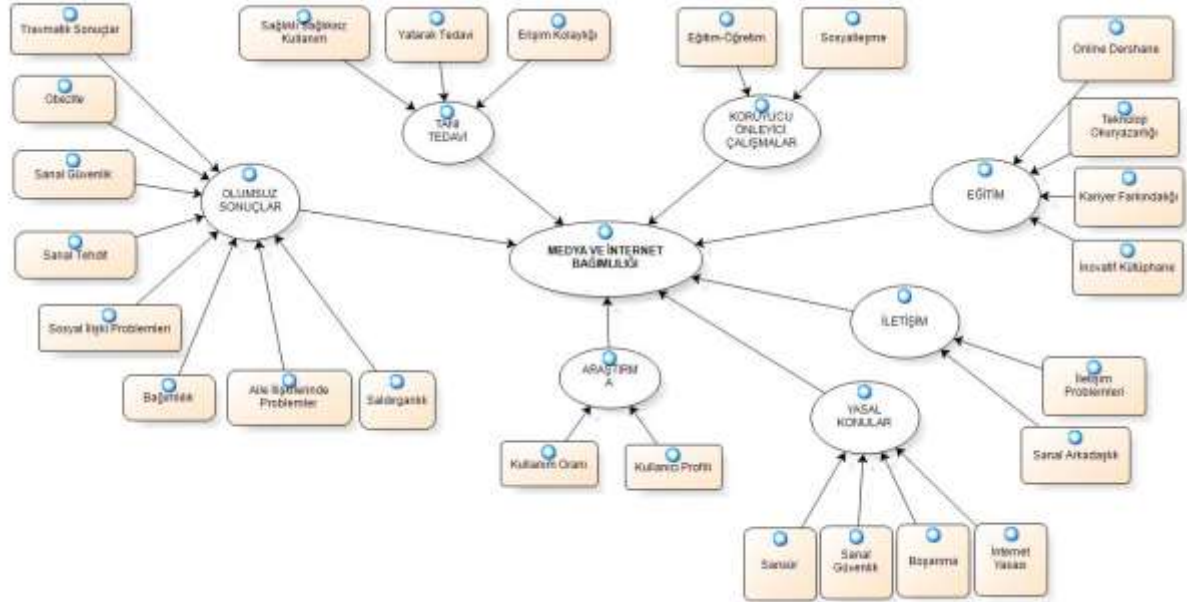 Travmatik Sonuçlar
Sağlıklı Sağlıksız
Kullanım
Yatarak Tedavi
Erişim Kolaylığı
Eğitim-Öğretim
Sosyalleşme
Online Dershane
Obezite
TANI
TEDAVİ
KORUYUCU
ÖNLEYİCİ
ÇALIŞMALAR
Teknoloji
Okuryazarlığı
Sanal Güvenlik
OLUMSUZ
SONUÇLAR
EĞİTİM
Kariyer Farkındalığı
Sanal Tehdit
MEDYA VE İNTERNET
BAĞIMLILIĞI
İnovatif Kütüphane
Sosyal İlişki Problemleri
İLETİŞİM
Bağımlılık
Aile İlişkilerinde
Problemler
Saldırganlık
ARAŞTIRM
A
YASAL
KONULAR
İletişim
Problemleri
Kullanım Oranı
Kullanıcı Profili
Sanal Arkadaşlık
Sansür
Sanal
Güvenlik
Boşanma
İnternet
Yasası